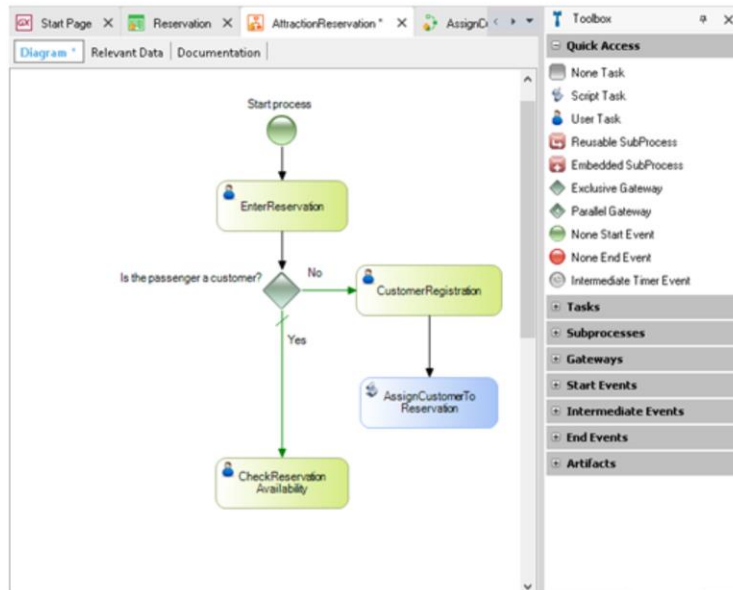 GX Start Page X Reservation X AttractionReservation * X AssignC
Diagram * Relevant Data Documentation
Start process
EnterReservation
Is the passenger a customer?
No
CustomerRegistration
Yes
AssignCustomerTo
Reservation
CheckReservation
Availability
Toolbox
Quick Access
None Task
Script Task
User Task
Reusable SubProcess
Embedded SubProcess
Exclusive Gateway
Parallel Gateway
None Start Event
None End Event
Intermediate Timer Event
Tasks
Subprocesses
Gateways
Start Events
Intermediate Events
End Events
Artifacts